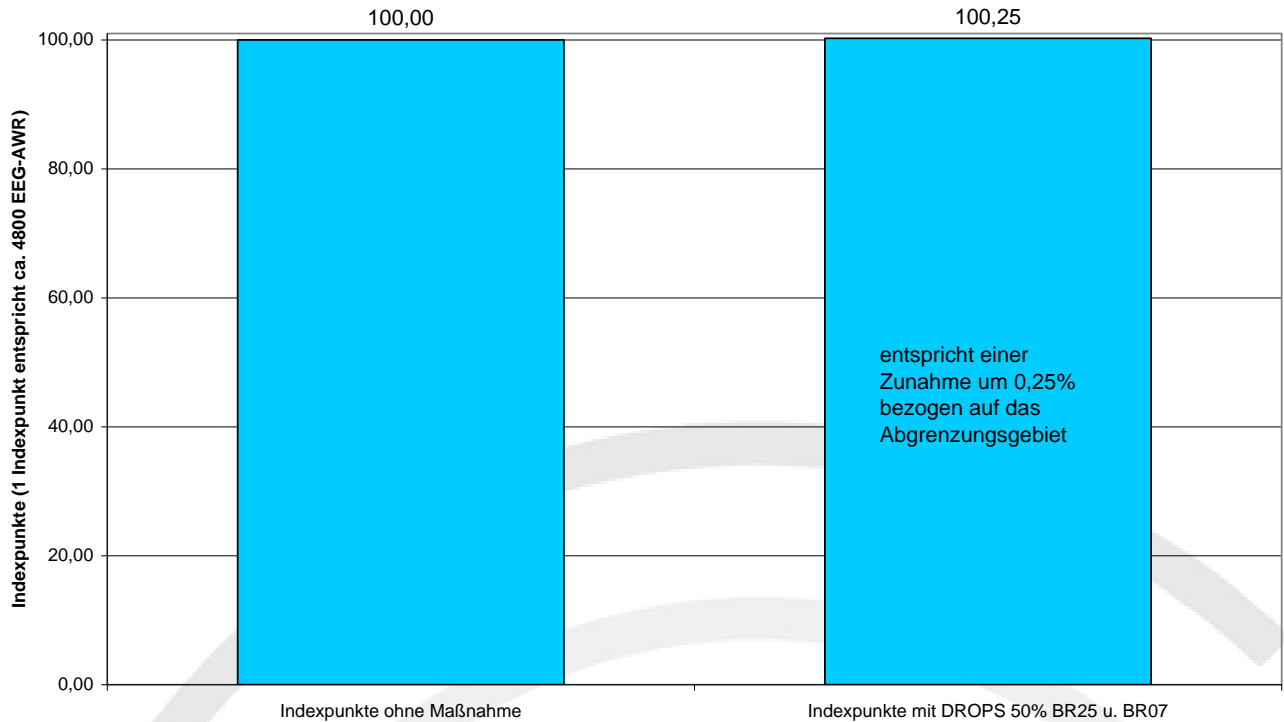 100,00
100,25
100,00
80,00
60,00
40,00
20,00
0,00
Indexpunkte (1 Indexpunkt entspricht ca. 4800 EEG-AWR)
entspricht einer
Zunahme um 0,25%
bezogen auf das
Abgrenzungsgebiet
Indexpunkte ohne Maßnahme
Indexpunkte mit DROPS 50% BR25 u. BR07